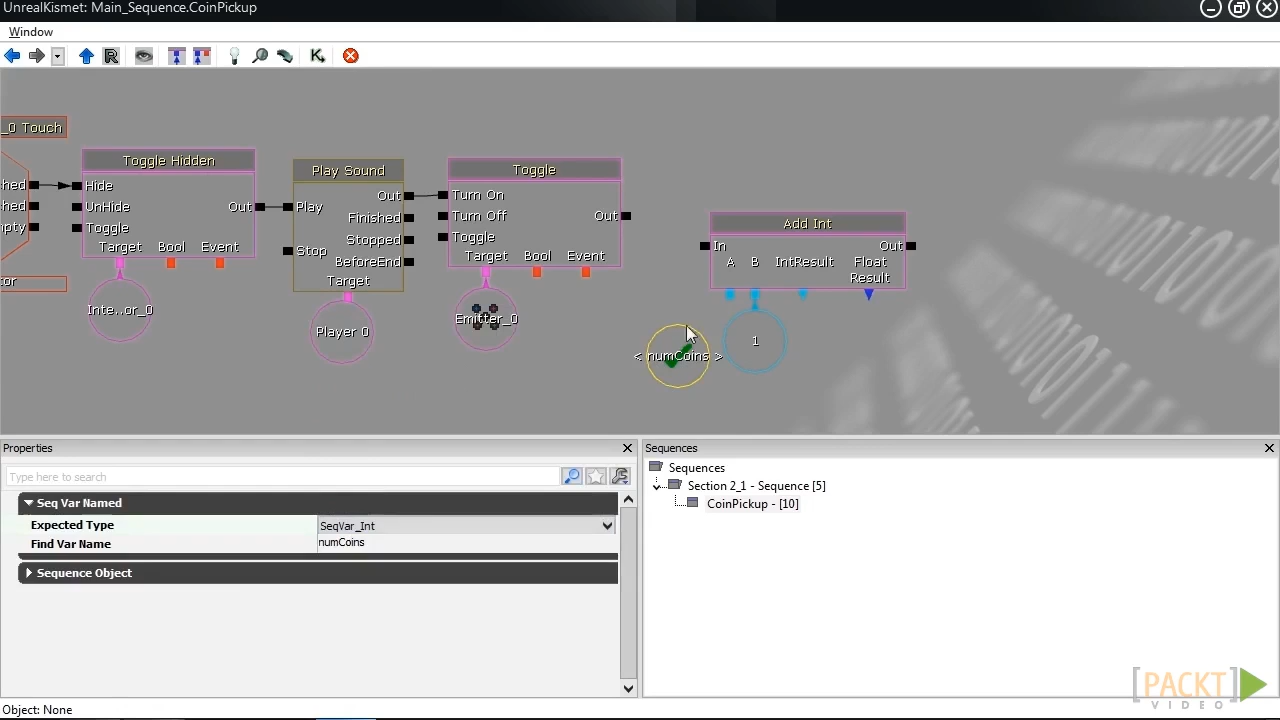 UnrealKismet: Main_Sequence.CoinPickup
Window
_0 Touch
hed
hed
mpty
tor
Toggle Hidden
Hide
UnHide
Toggle
Out
Target Bool Event
Inte..or_0
Play Sound
Out
Play
Finished
Stopped
Stop
BeforeEnd
Target
Player 0
Toggle
Turn On
Turn Off
Out
Toggle
Target Bool Event
Emitter_0
Add Int
In Out
A B IntResult Float
Result
< numCoins >
1
Properties
Type here to search
Seq Var Named
Expected Type SeqVar_Int
Find Var Name numCoins
Sequence Object
Sequences
Sequences
Section 2_1 - Sequence [5]
CoinPickup - [10]
Object: None
[PACKT]
VIDEO